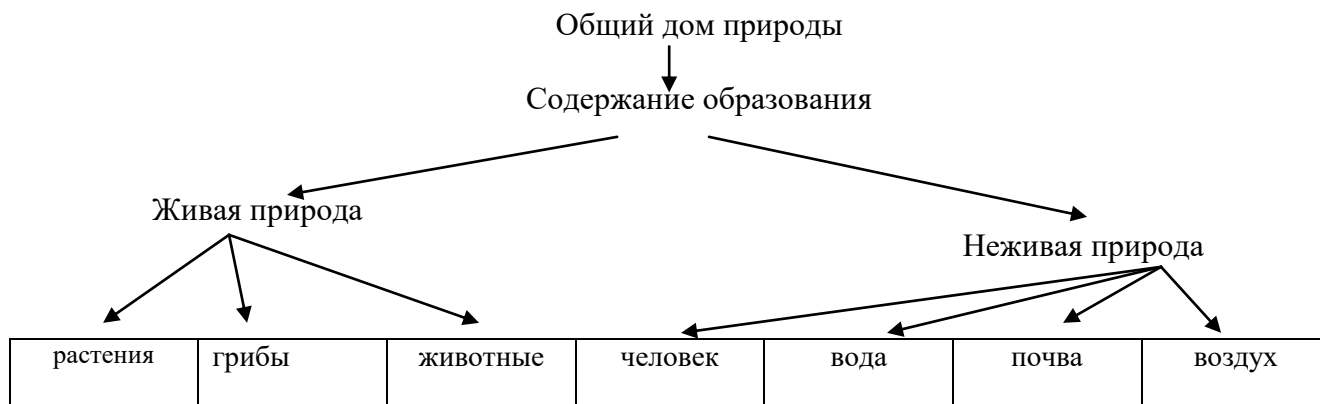 Общий дом природы
Содержание образования
Живая природа
Неживая природа
растения грибы животные человек вода почва воздух